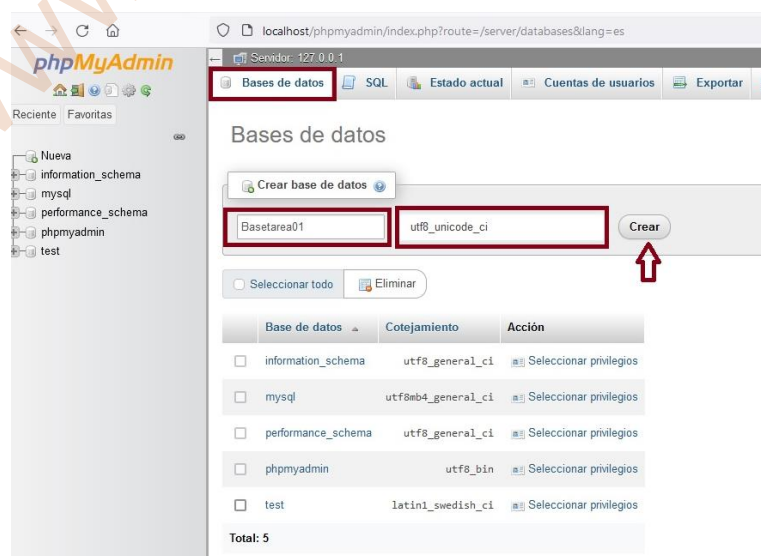 localhost/phpmyadmin/index.php?route=/server/databases&lang=es
phpMyAdmin
Reciente Favoritas
Nueva
information_schema
mysql
performance_schema
phpmyadmin
test
Servidor: 127.0.0.1
Bases de datos SQL Estado actual Cuentas de usuarios Exportar
Bases de datos
Crear base de datos
Basetarea01 utf8_unicode_ci Crear
Seleccionar todo Eliminar
Base de datos Cotejamiento Acción
information_schema utf8_general_ci Seleccionar privilegios
mysql utf8mb4_general_ci Seleccionar privilegios
performance_schema utf8_general_ci Seleccionar privilegios
phpmyadmin utf8_bin Seleccionar privilegios
test latin1_swedish_ci Seleccionar privilegios
Total: 5